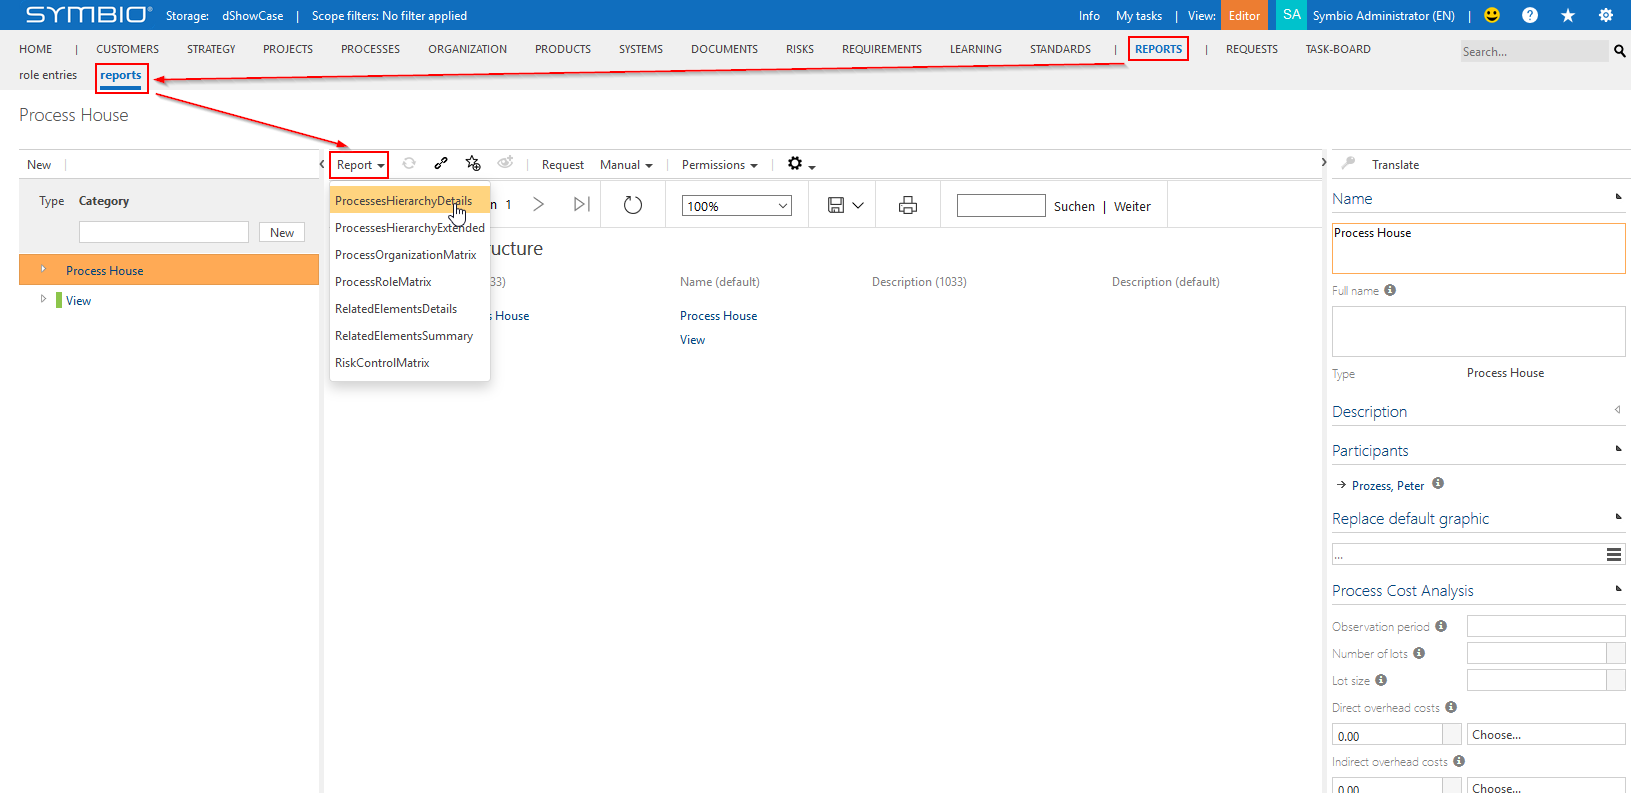 SYMBIO® Storage: dShowCase | Scope filters: No filter applied Info My tasks | View: Editor SA Symbio Administrator (EN) |
HOME | CUSTOMERS STRATEGY PROJECTS PROCESSES ORGANIZATION PRODUCTS SYSTEMS DOCUMENTS RISKS REQUIREMENTS LEARNING STANDARDS | REPORTS | REQUESTS TASK-BOARD Search...
role entries reports
Process House
New
Type Category
New
Process House
View
Report Request Manual Permissions
ProcessesHierarchyDetails
ProcessesHierarchyExtended
ProcessOrganizationMatrix
ProcessRoleMatrix
RelatedElementsDetails
RelatedElementsSummary
RiskControlMatrix
n 1 100% Suchen | Weiter
ucture
33) Name (default) Description (1033) Description (default)
s House Process House
View
Translate
Name
Process House
Full name
Type Process House
Description
Participants
Prozess, Peter
Replace default graphic
...
Process Cost Analysis
Observation period
Number of lots
Lot size
Direct overhead costs
0.00 Choose...
Indirect overhead costs
0.00 Choose...